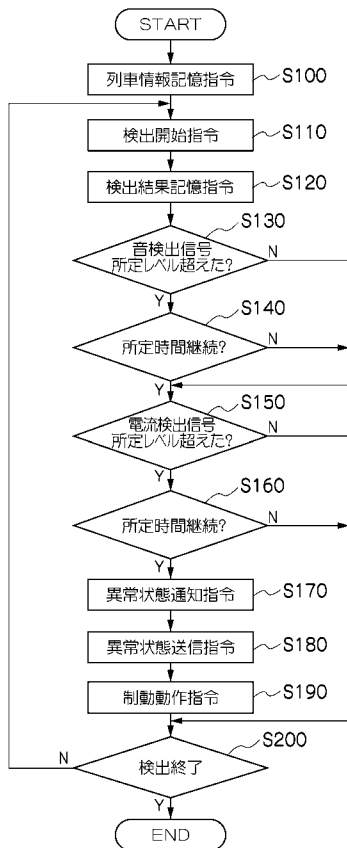 START
列車情報記憶指令 S100
検出開始指令 S110
検出結果記憶指令 S120
S130
音検出信号
所定レベル超えた?
N
Y
S140
所定時間継続?
N
Y
S150
電流検出信号
所定レベル超えた?
N
Y
S160
所定時間継続?
N
Y
異常状態通知指令 S170
異常状態送信指令 S180
制動動作指令 S190
S200
検出終了
N
Y
END